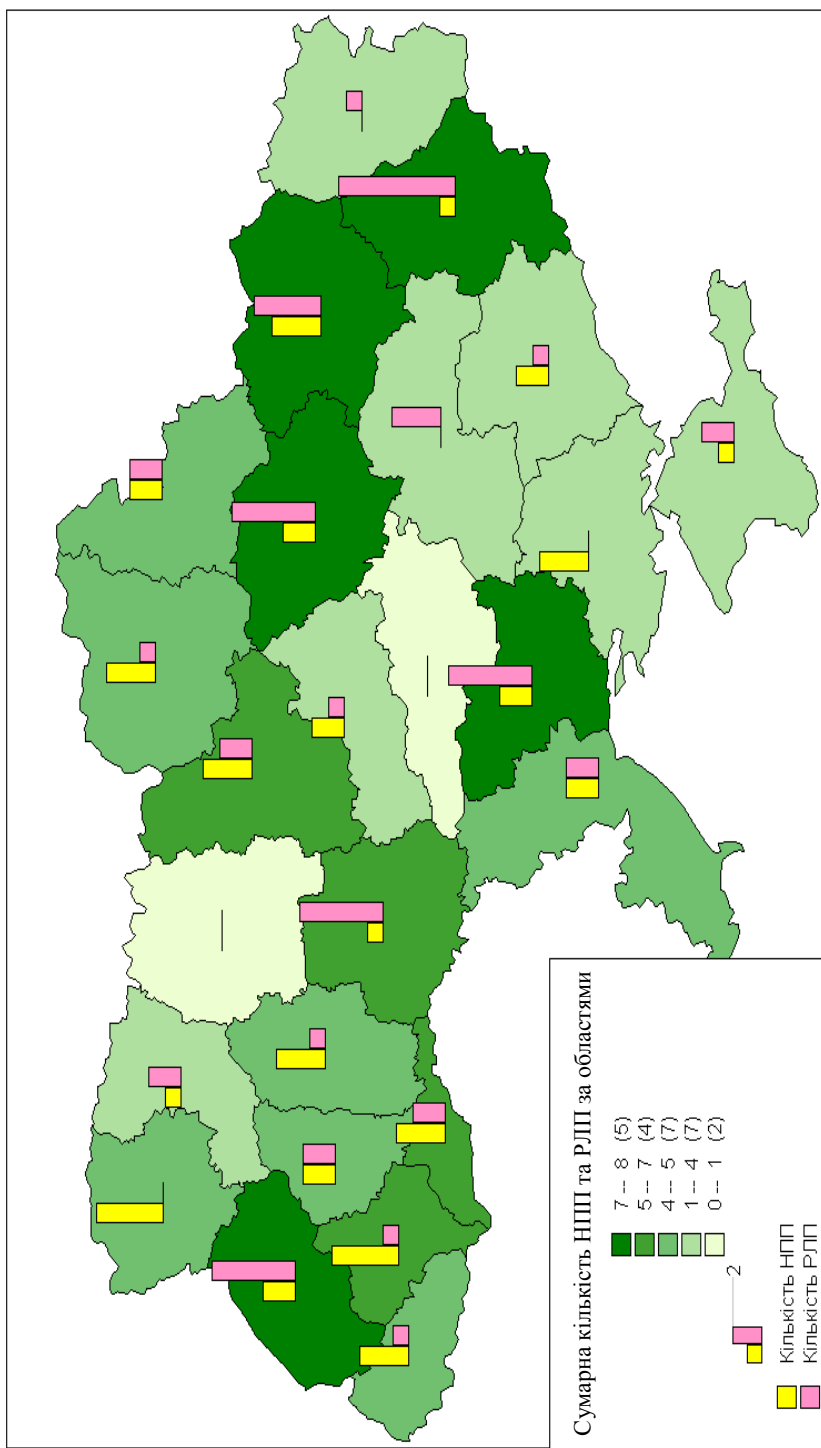 Сумарна кількість НПП та РЛП за областями
7 -- 8 (5)
5 -- 7 (4)
4 -- 5 (7)
1 -- 4 (7)
0 -- 1 (2)
2
Кількість НПП
Кількість РЛП